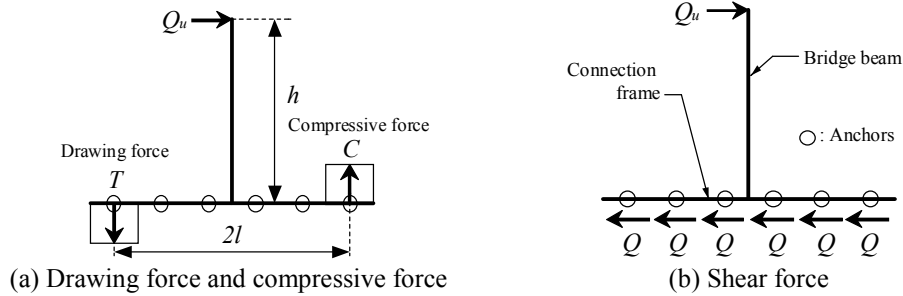 Qu
h
Compressive force
C
Drawing force
T
2l
(a) Drawing force and compressive force
Qu
Bridge beam
Connection
frame
: Anchors
Q Q Q Q Q Q
(b) Shear force